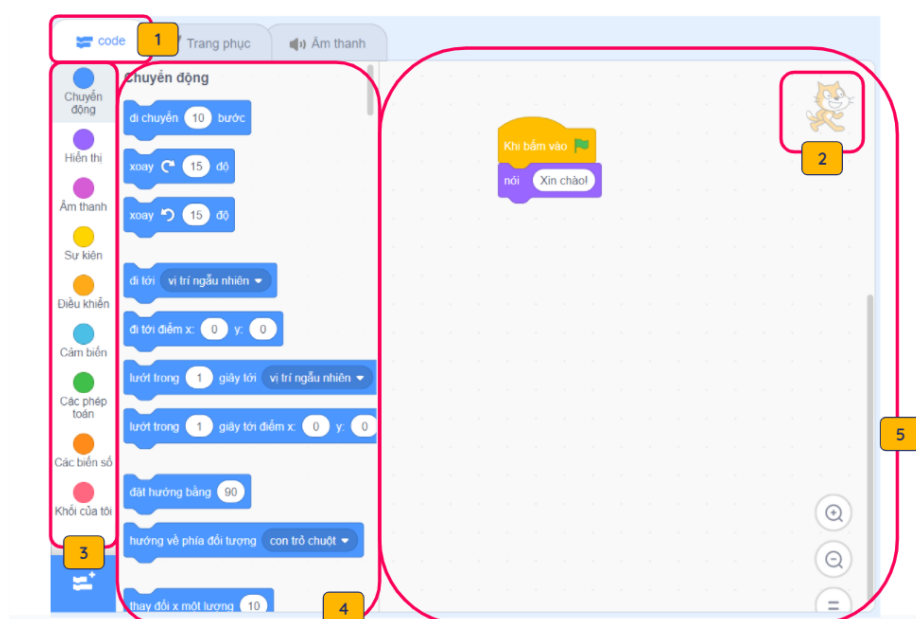 code
1
Trang phục
Âm thanh
Chuyển động
Hiển thị
Âm thanh
Sự kiện
Điều khiển
Cảm biến
Các phép toán
Các biến số
Khối của tôi
3
Chuyển động
di chuyển 10 bước
xoay 15 độ
xoay 15 độ
đi tới vị trí ngẫu nhiên
đi tới điểm x: 0 y: 0
lướt trong 1 giây tới vị trí ngẫu nhiên
lướt trong 1 giây tới điểm x: 0 y: 0
đặt hướng bằng 90
hướng về phía đối tượng con trỏ chuột
thay đổi x một lượng 10
4
Khi bấm vào
nói Xin chào!
2
5